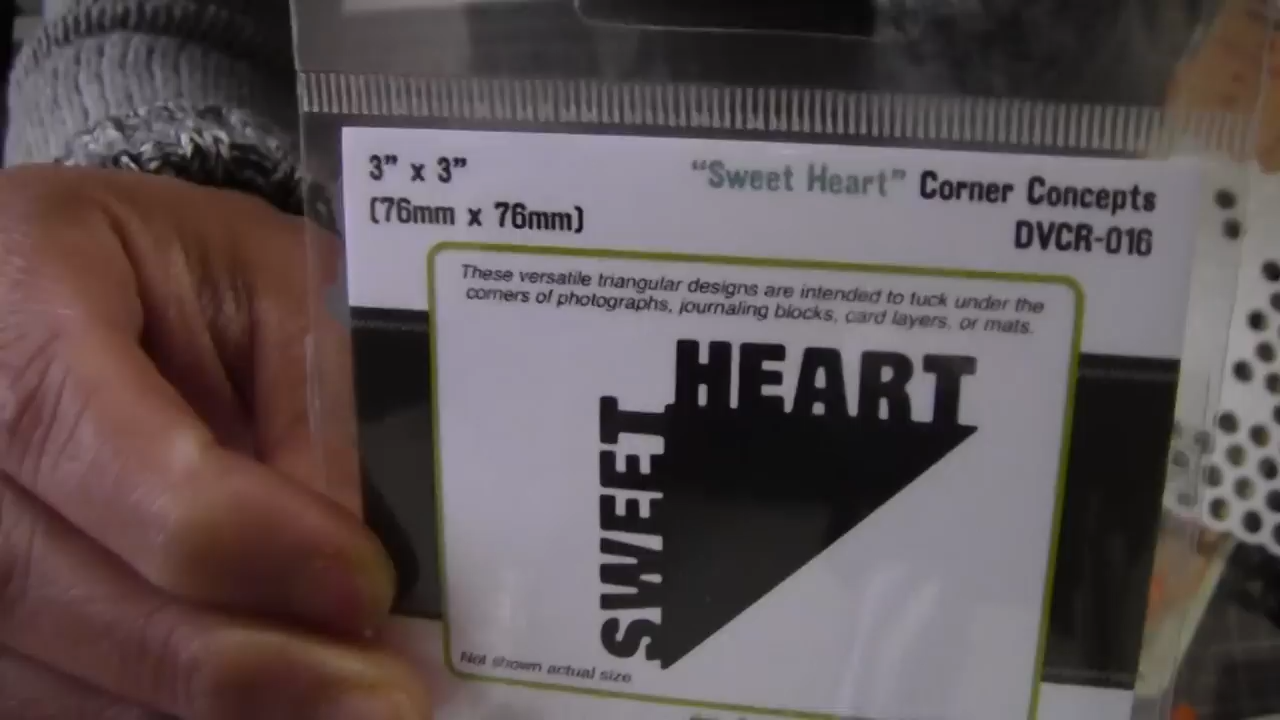 3" x 3"
(76mm x 76mm)
"Sweet Heart" Corner Concepts
DVCR-016
These versatile triangular designs are intended to tuck under the
corners of photographs, journaling blocks, card layers, or mats.
HEART
SWEET
Not shown actual size